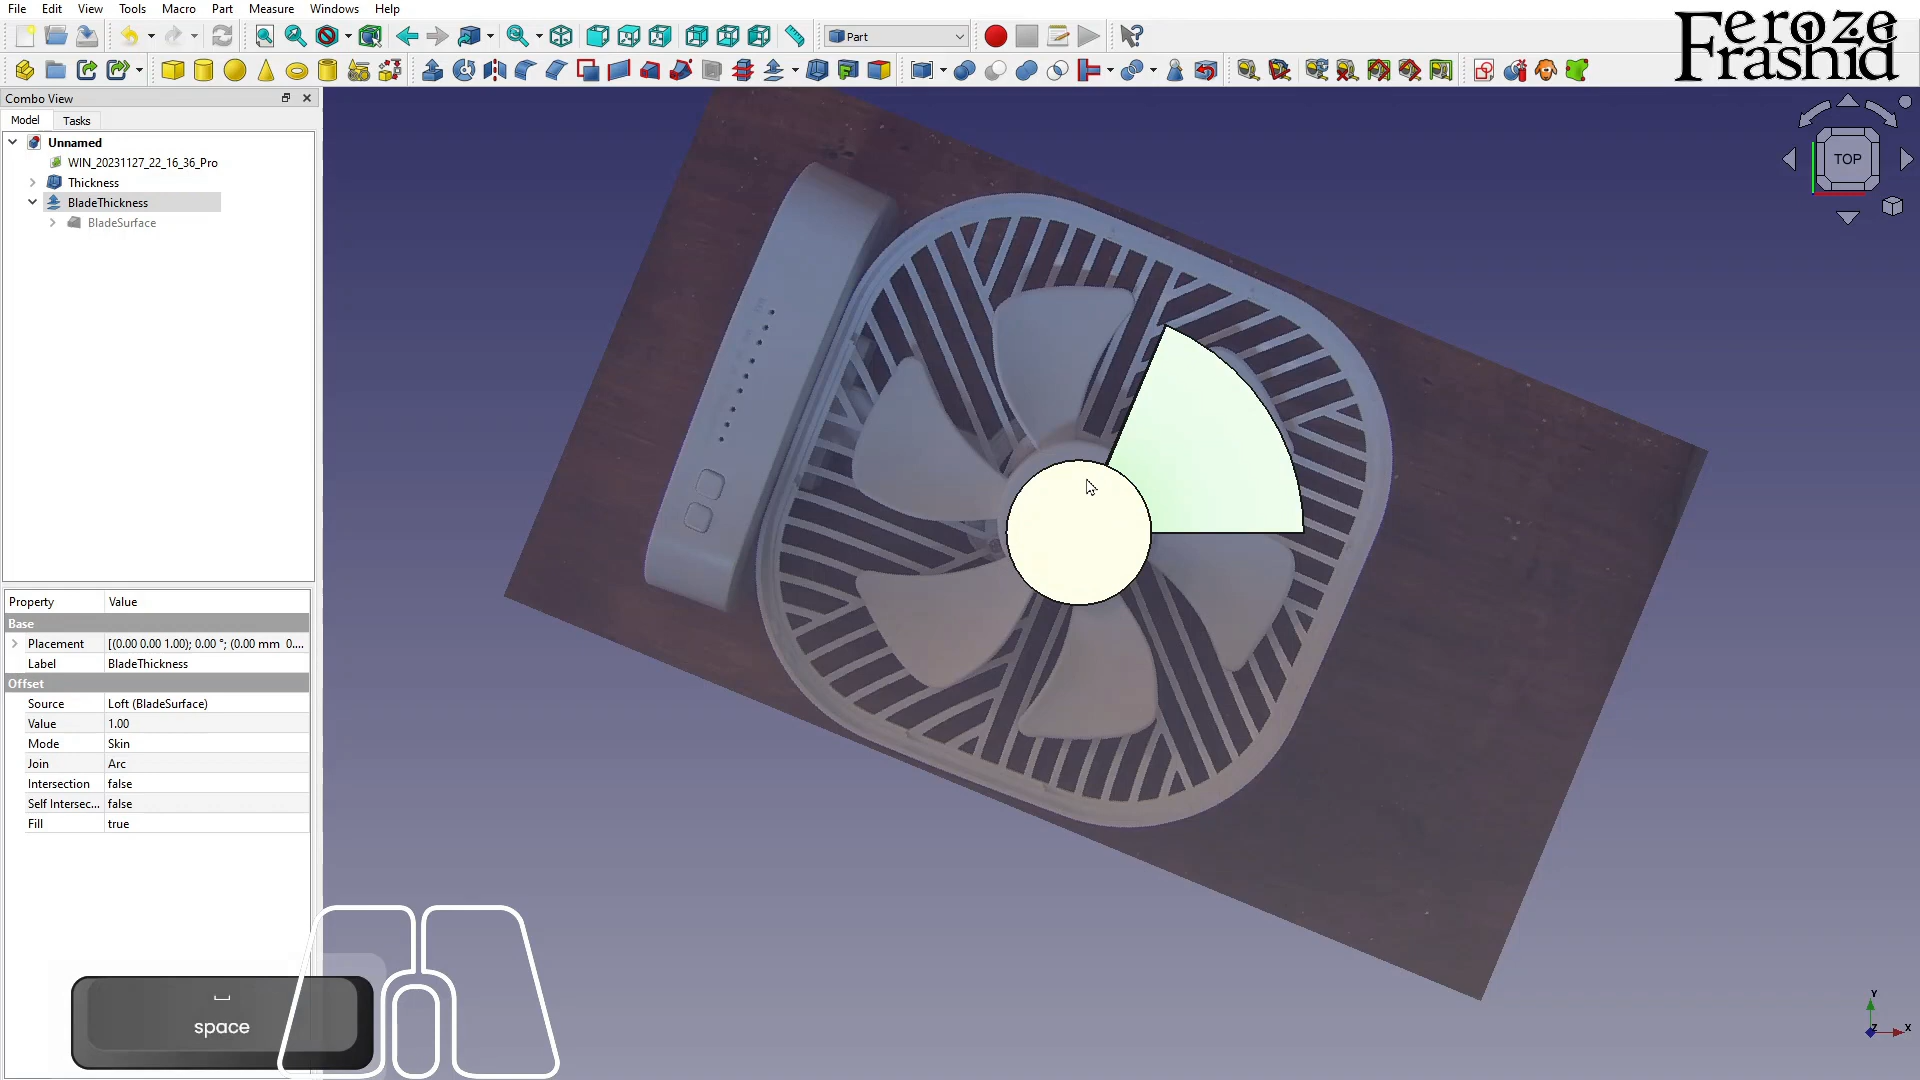 File Edit View Tools Macro Part Measure Windows Help
Part
Feroze
Frashid
Combo View
Model Tasks
Unnamed
WIN_20231127_22_16_36_Pro
Thickness
BladeThickness
BladeSurface
TOP
Property Value
Base
Placement [(0.00 0.00 1.00); 0.00 °; (0.00 mm 0....
Label BladeThickness
Offset
Source Loft (BladeSurface)
Value 1.00
Mode Skin
Join Arc
Intersection false
Self Intersec... false
Fill true
space
Y
Z X